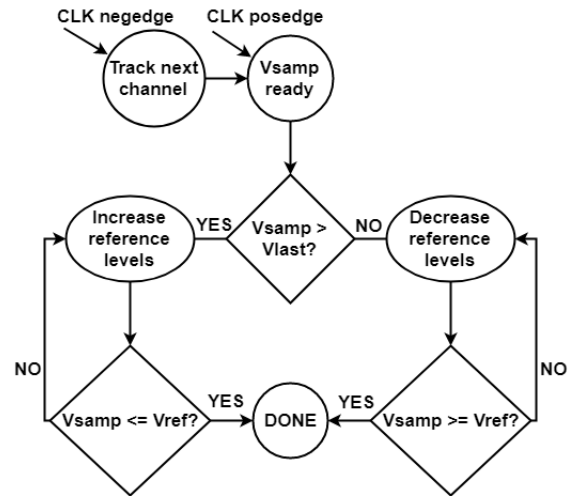 CLK negedge
CLK posedge
Track next
channel
Vsamp
ready
Increase
reference
levels
YES
Vsamp >
Vlast?
NO
Decrease
reference
levels
NO
Vsamp <= Vref?
YES
DONE
YES
Vsamp >= Vref?
NO